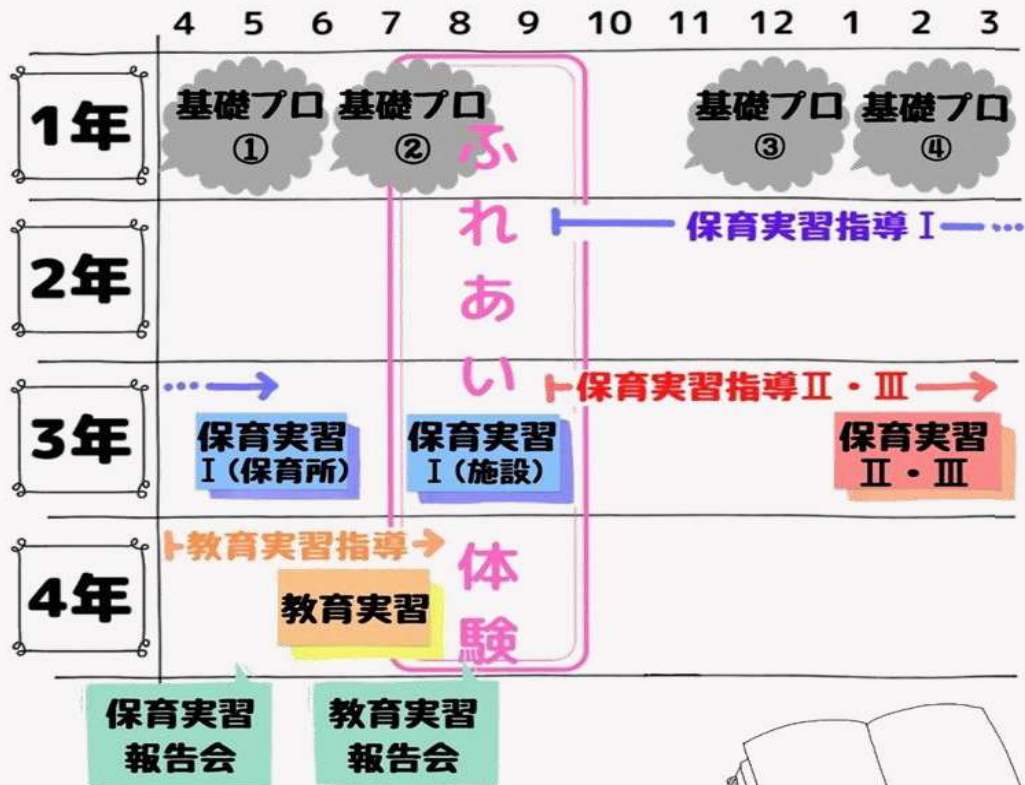 4 5 6 7 8 9 10 11 12 1 2 3
1年
基礎プロ
①
基礎プロ
②
基礎プロ
③
基礎プロ
④
ふれあい体験
2年
保育実習指導Ⅰ
3年
保育実習指導Ⅱ・Ⅲ
保育実習
Ⅰ(保育所)
保育実習
Ⅰ(施設)
保育実習
Ⅱ・Ⅲ
4年
教育実習指導
教育実習
保育実習
報告会
教育実習
報告会